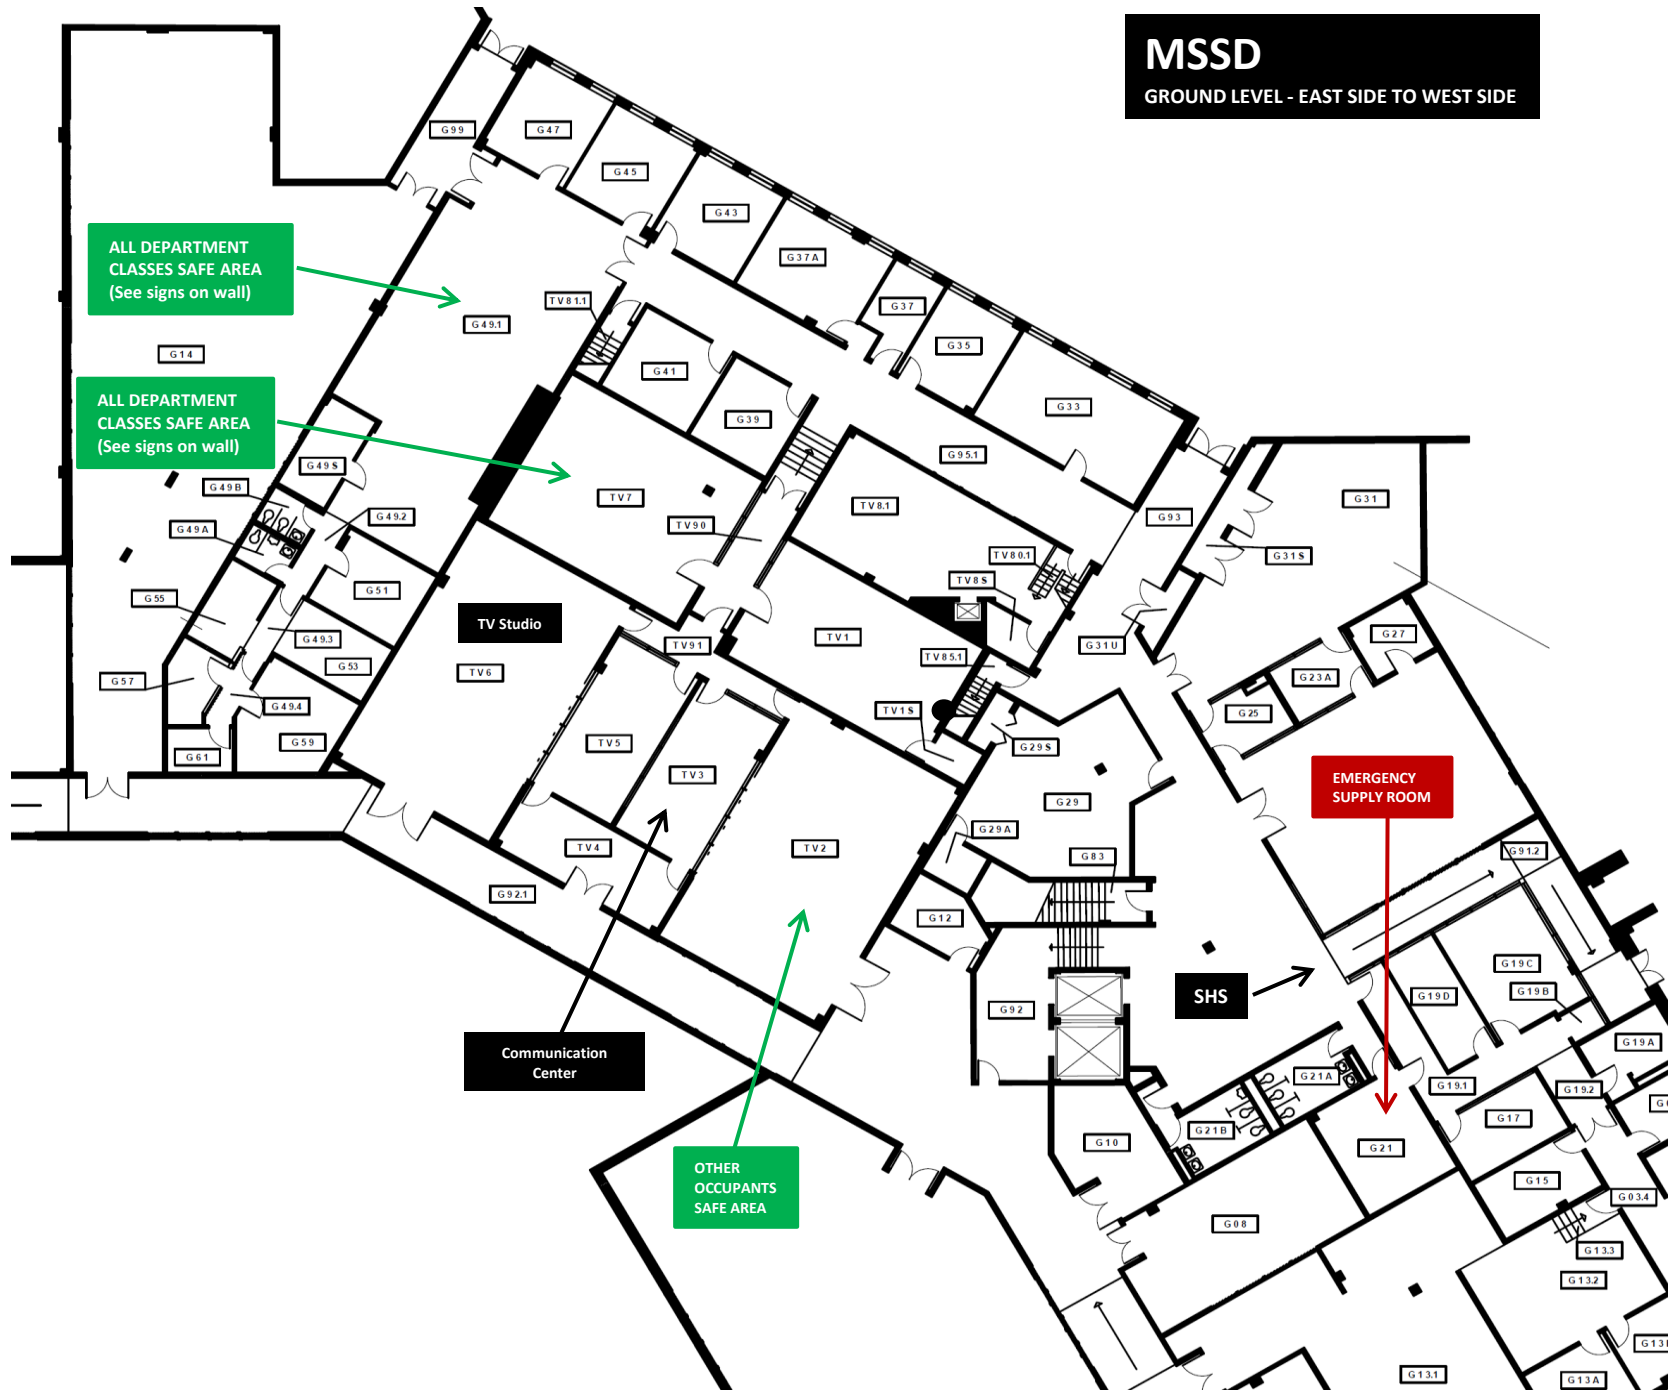 MSSD
GROUND LEVEL - EAST SIDE TO WEST SIDE
G99
G47
G45
G43
G37A
G37
G35
G33
ALL DEPARTMENT
CLASSES SAFE AREA
(See signs on wall)
TV81.1
G49.1
G14
G41
G39
ALL DEPARTMENT
CLASSES SAFE AREA
(See signs on wall)
G95.1
G49S
G49B
G49A
G49.2
TV7
TV90
TV8.1
G93
G31
G31S
TV80.1
TV8S
G51
G55
G49.3
G53
TV Studio
TV6
TV91
TV1
TV85.1
G31U
G27
G23A
G25
G57
G49.4
G59
G61
TV1S
G29S
TV5
TV3
G29
EMERGENCY
SUPPLY ROOM
G29A
G83
TV4
TV2
G91.2
G92.1
G12
G19C
G19B
G19D
SHS
G92
Communication
Center
G19A
G21A
G19.1
G19.2
G17
G21B
G10
G21
G15
G03.4
OTHER
OCCUPANTS
SAFE AREA
G08
G13.3
G13.2
G13.1
G13A